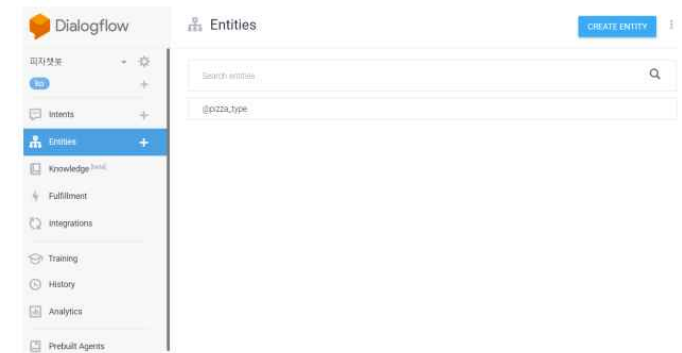 Dialogflow
Entities
CREATE ENTITY
피자챗봇
ko
Search entities
@pizza_type
Intents
Entities
Knowledge [beta]
Fulfillment
Integrations
Training
History
Analytics
Prebuilt Agents